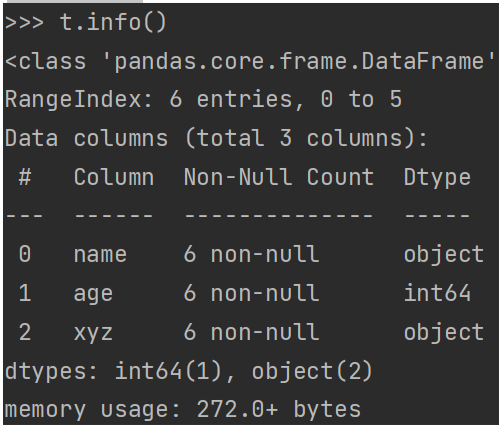 >>> t.info()
<class 'pandas.core.frame.DataFrame'
RangeIndex: 6 entries, 0 to 5
Data columns (total 3 columns):
 #   Column  Non-Null Count  Dtype
---  ------  --------------  -----
 0   name    6 non-null      object
 1   age     6 non-null      int64
 2   xyz     6 non-null      object
dtypes: int64(1), object(2)
memory usage: 272.0+ bytes